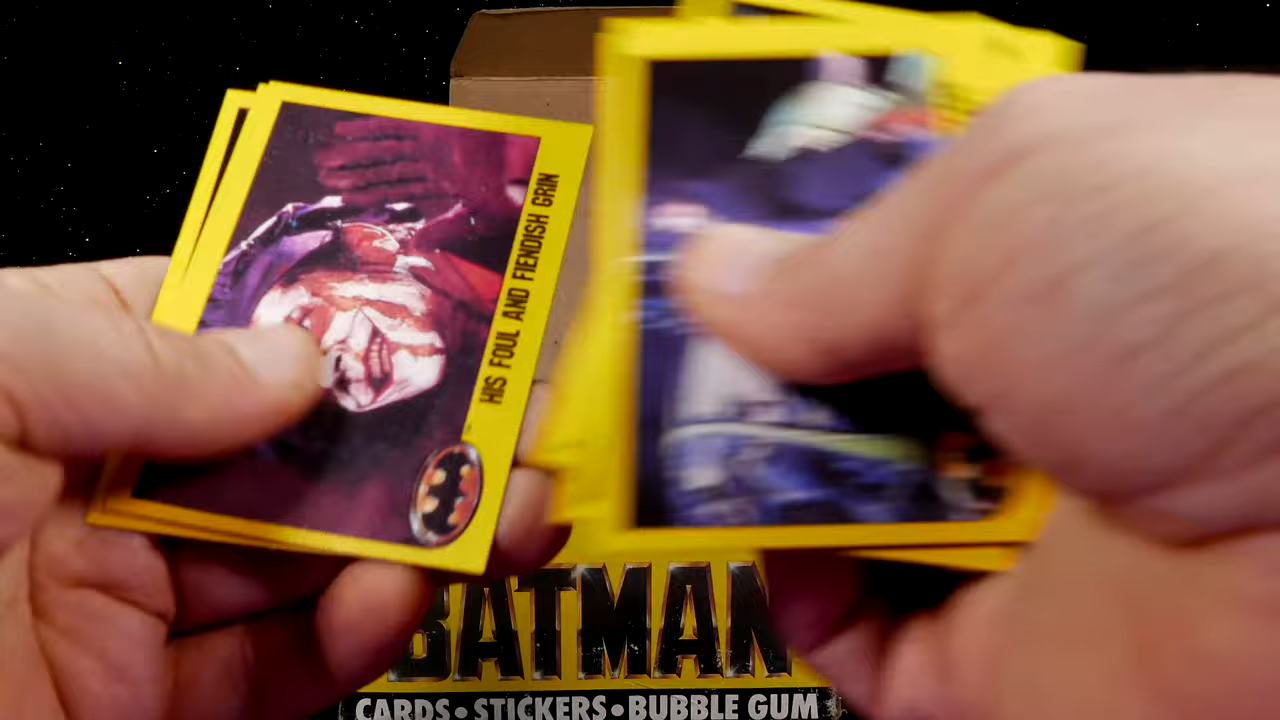 HIS FOUL AND FIENDISH GRIN
BATMAN
CARDS•STICKERS•BUBBLE GUM